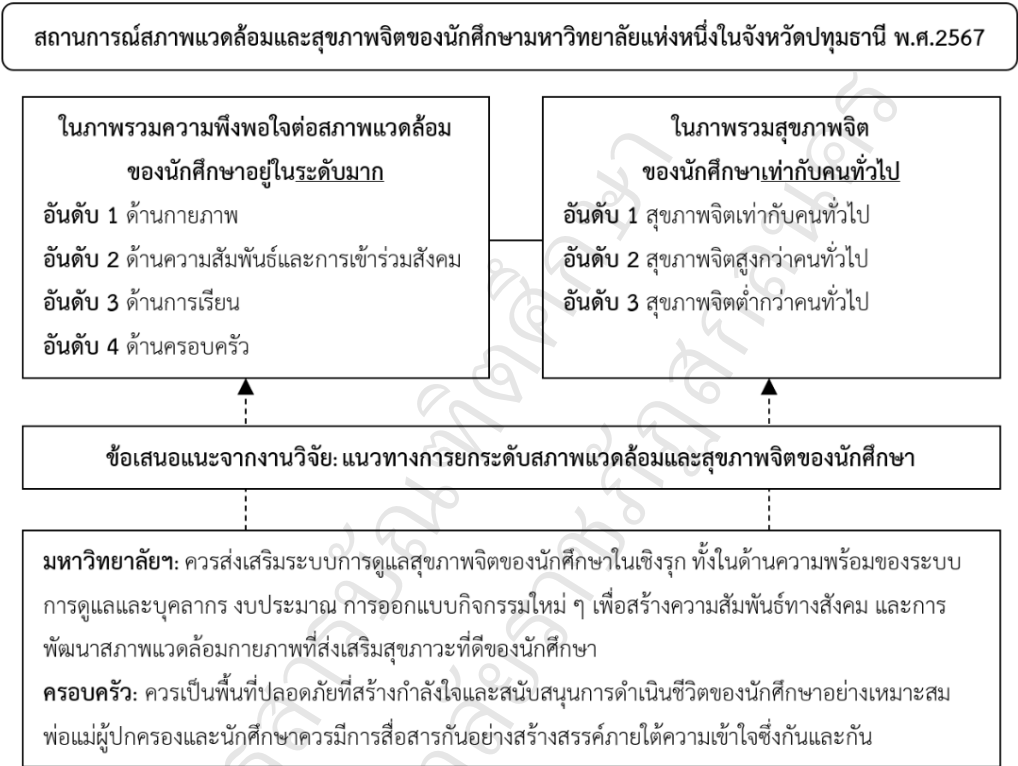 สถานการณ์สภาพแวดล้อมและสุขภาพจิตของนักศึกษามหาวิทยาลัยแห่งหนึ่งในจังหวัดปทุมธานี พ.ศ.2567
ในภาพรวมความพึงพอใจต่อสภาพแวดล้อม
ของนักศึกษาอยู่ในระดับมาก
อันดับ 1 ด้านกายภาพ
อันดับ 2 ด้านความสัมพันธ์และการเข้าร่วมสังคม
อันดับ 3 ด้านการเรียน
อันดับ 4 ด้านครอบครัว
ในภาพรวมสุขภาพจิต
ของนักศึกษาเท่ากับคนทั่วไป
อันดับ 1 สุขภาพจิตเท่ากับคนทั่วไป
อันดับ 2 สุขภาพจิตสูงกว่าคนทั่วไป
อันดับ 3 สุขภาพจิตต่ำกว่าคนทั่วไป
ข้อเสนอแนะจากงานวิจัย: แนวทางการยกระดับสภาพแวดล้อมและสุขภาพจิตของนักศึกษา
มหาวิทยาลัยฯ: ควรส่งเสริมระบบการดูแลสุขภาพจิตของนักศึกษาในเชิงรุก ทั้งในด้านความพร้อมของระบบ
การดูแลและบุคลากร งบประมาณ การออกแบบกิจกรรมใหม่ ๆ เพื่อสร้างความสัมพันธ์ทางสังคม และการ
พัฒนาสภาพแวดล้อมกายภาพที่ส่งเสริมสุขภาวะที่ดีของนักศึกษา
ครอบครัว: ควรเป็นพื้นที่ปลอดภัยที่สร้างกำลังใจและสนับสนุนการดำเนินชีวิตของนักศึกษาอย่างเหมาะสม
พ่อแม่ผู้ปกครองและนักศึกษาควรมีการสื่อสารกันอย่างสร้างสรรค์ภายใต้ความเข้าใจซึ่งกันและกัน